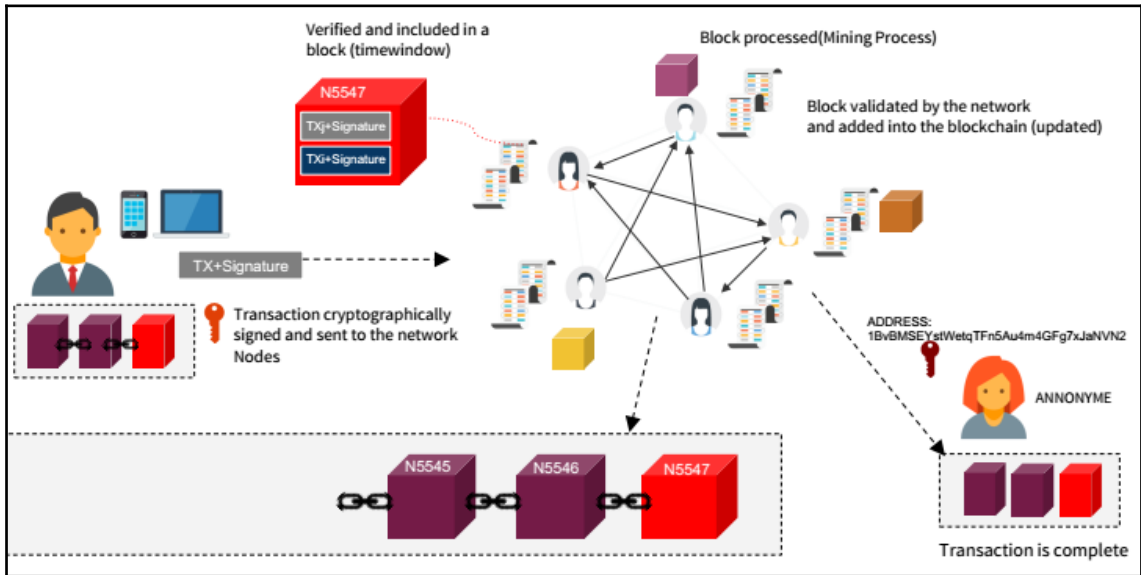 Verified and included in a
block (timewindow)
N5547
TXj+Signature
TXi+Signature
Block processed(Mining Process)
Block validated by the network
and added into the blockchain (updated)
TX+Signature
Transaction cryptographically
signed and sent to the network
Nodes
ADDRESS:
1BvBMSEYstWetqTFn5Au4m4GFg7xJaNVN2
ANNONYME
N5545
N5546
N5547
Transaction is complete